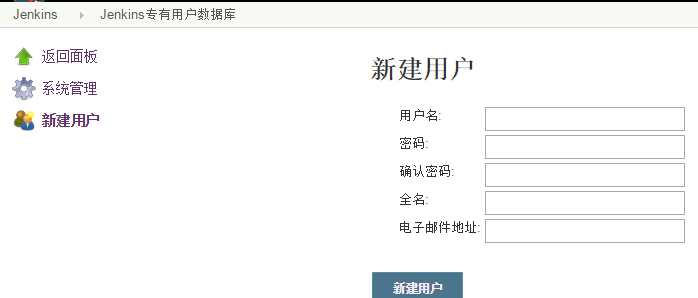 Jenkins
Jenkins专有用户数据库
返回面板
系统管理
新建用户
新建用户
用户名:
密码:
确认密码:
全名:
电子邮件地址:
新建用户